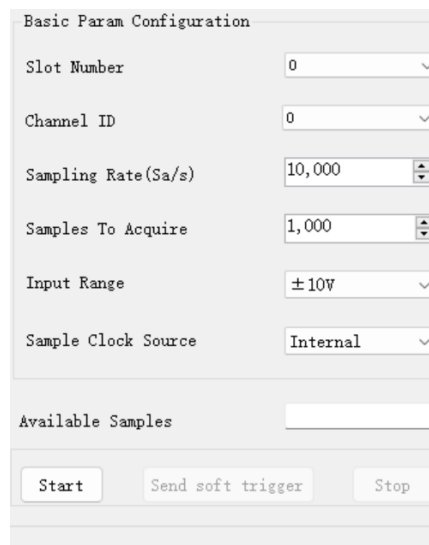 Basic Param Configuration
Slot Number 0
Channel ID 0
Sampling Rate(Sa/s) 10,000
Samples To Acquire 1,000
Input Range ±10V
Sample Clock Source Internal
Available Samples
Start Send soft trigger Stop